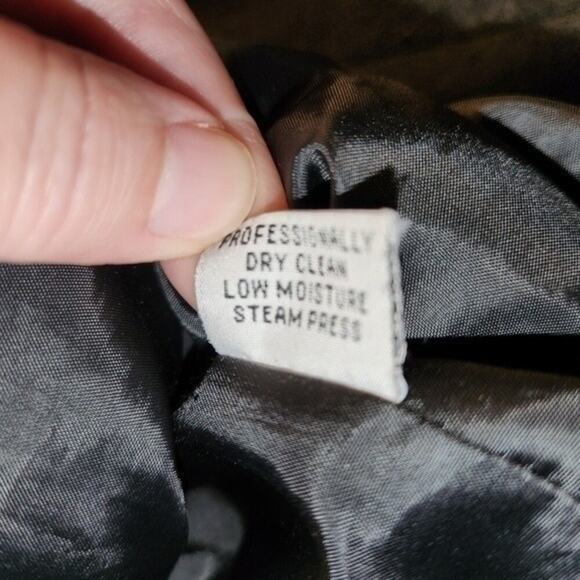 PROFESSIONALLY
DRY CLEAN
LOW MOISTURE
STEAM PRESS